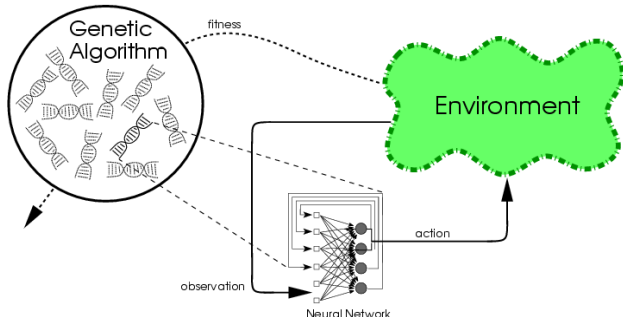 Genetic
Algorithm
fitness
Environment
action
observation
Neural Network